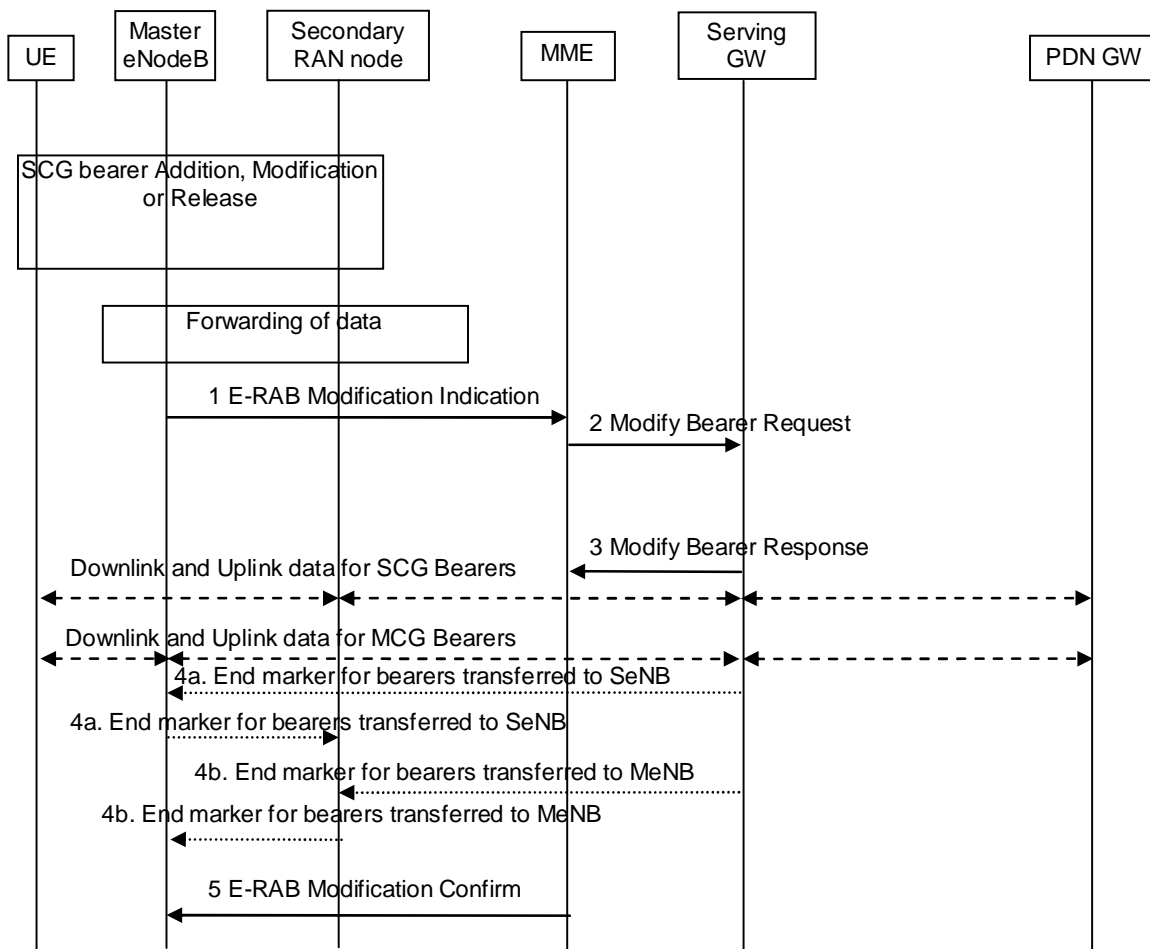 UE
Master
eNodeB
Secondary
RAN node
MME
Serving
GW
PDN GW
SCG bearer Addition, Modification
or Release
Forwarding of data
1 E-RAB Modification Indication
2 Modify Bearer Request
3 Modify Bearer Response
Downlink and Uplink data for SCG Bearers
Downlink and Uplink data for MCG Bearers
4a. End marker for bearers transferred to SeNB
4a. End marker for bearers transferred to SeNB
4b. End marker for bearers transferred to MeNB
4b. End marker for bearers transferred to MeNB
5 E-RAB Modification Confirm